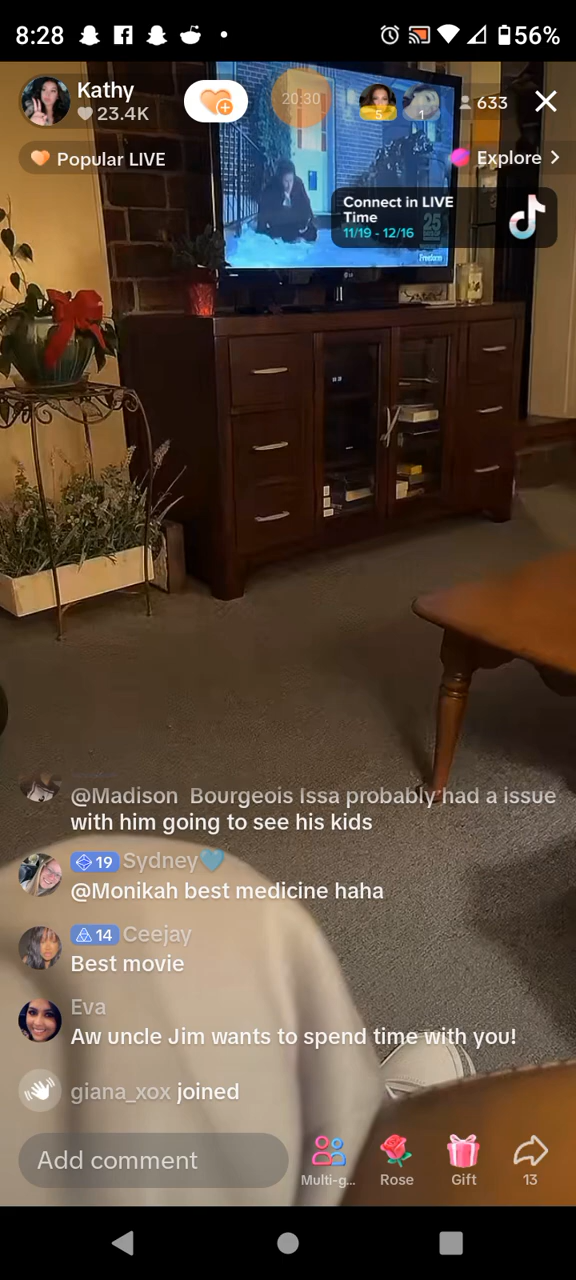 8:28
56%
Kathy
23.4K
20:30
5
1
633
Popular LIVE
Explore
Connect in LIVE
Time
11/19 - 12/16
25
Freeform
LG
@Madison Bourgeois Issa probably had a issue
with him going to see his kids
19 Sydney🩵
@Monikah best medicine haha
14 Ceejay
Best movie
Eva
Aw uncle Jim wants to spend time with you!
giana_xox joined
Add comment
Multi-g...
Rose
Gift
13